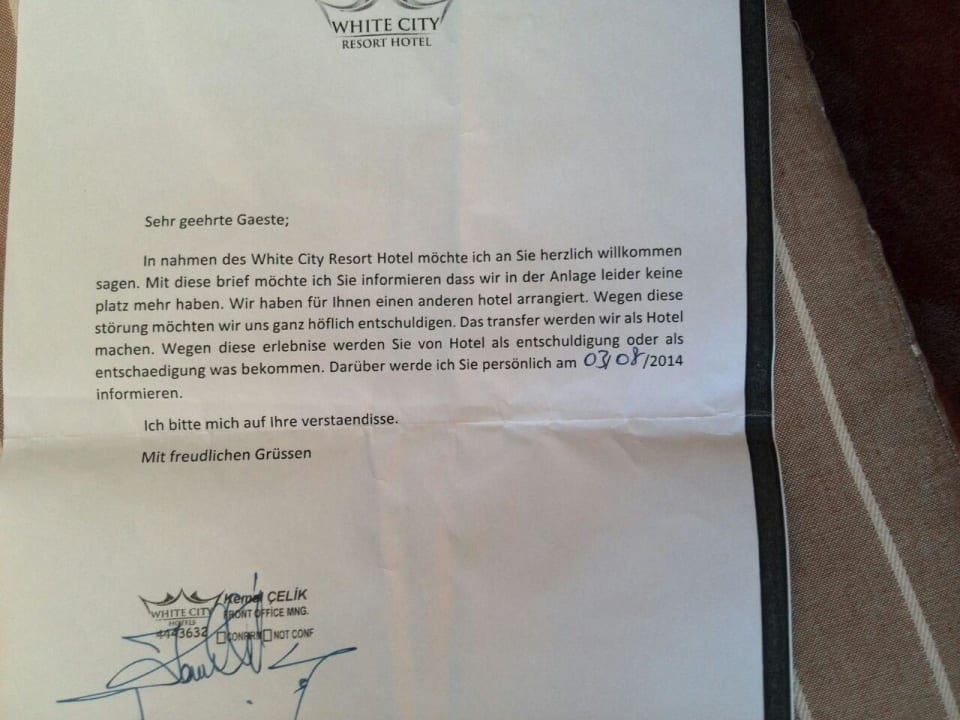 WHITE CITY
RESORT HOTEL
Sehr geehrte Gaeste;
In nahmen des White City Resort Hotel möchte ich an Sie herzlich willkommen
sagen. Mit diese brief möchte ich Sie informieren dass wir in der Anlage leider keine
platz mehr haben. Wir haben für Ihnen einen anderen hotel arrangiert. Wegen diese
störung möchten wir uns ganz höflich entschuldigen. Das transfer werden wir als Hotel
machen. Wegen diese erlebnise werden Sie von Hotel als entschuldigung oder als
entschaedigung was bekommen. Darüber werde ich Sie persönlich am 03/08/2014
informieren.
Ich bitte mich auf Ihre verstaendisse.
Mit freudlichen Grüssen
ÇELİK
WHITE CITY FRONT OFFICE MNG.
HOTELS
4443632 CONFRM NOT CONF